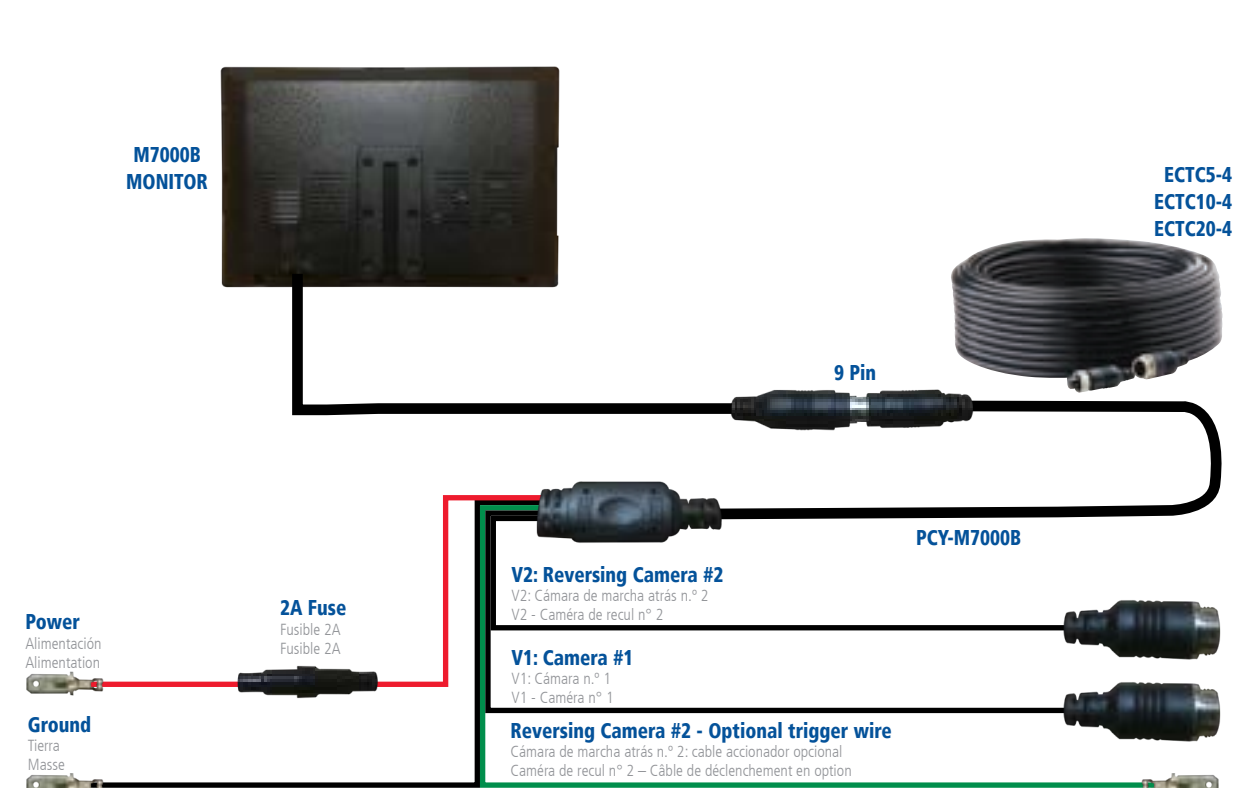 M7000B
MONITOR
ECTC5-4
ECTC10-4
ECTC20-4
9 Pin
PCY-M7000B
V2: Reversing Camera #2
V2: Cámara de marcha atrás n.º 2
V2 - Caméra de recul n° 2
2A Fuse
Fusible 2A
Fusible 2A
Power
Alimentación
Alimentation
V1: Camera #1
V1: Cámara n.º 1
V1 - Caméra n° 1
Ground
Tierra
Masse
Reversing Camera #2 - Optional trigger wire
Cámara de marcha atrás n.º 2: cable accionador opcional
Caméra de recul n° 2 – Câble de déclenchement en option